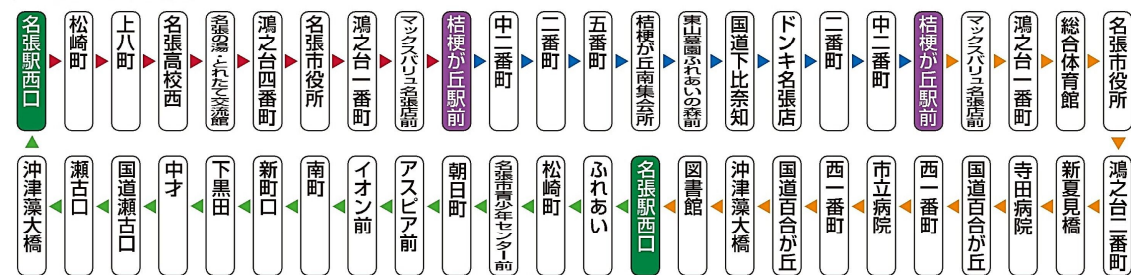 名張駅西口
松崎町
上八町
名張高校西
名張の湯・とれたて交流館
鴻之台四番町
名張市役所
鴻之台一番町
マックスバリュ名張店前
桔梗が丘駅前
中二番町
二番町
五番町
桔梗が丘南集会所
東山墓園ふれあいの森前
国道下比奈知
ドンキ名張店
二番町
中二番町
桔梗が丘駅前
マックスバリュ名張店前
鴻之台一番町
総合体育館
名張市役所
鴻之台二番町
新夏見橋
寺田病院
国道百合が丘
西一番町
市立病院
西一番町
国道百合が丘
沖津藻大橋
図書館
名張駅西口
ふれあい
松崎町
名張市青少年センター前
朝日町
アスピア前
イオン前
南町
新町口
下黒田
中才
国道瀬古口
瀬古口
沖津藻大橋